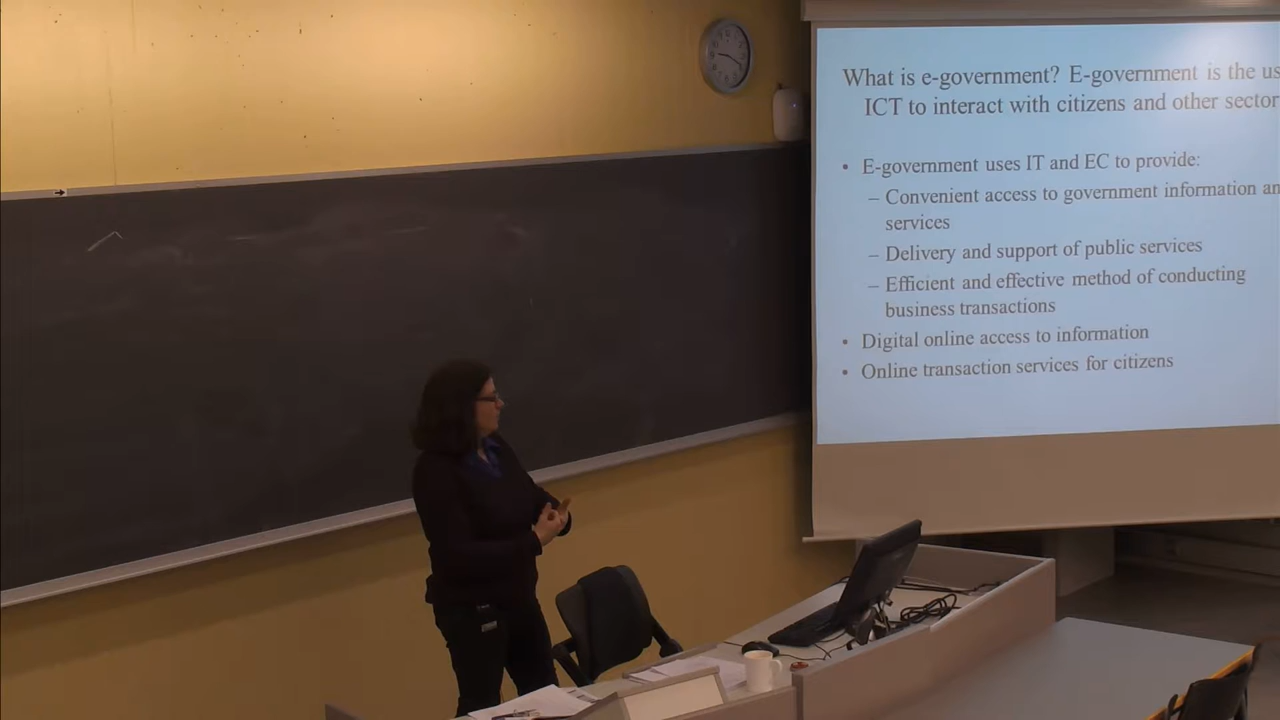 What is e-government? E-government is the us
ICT to interact with citizens and other sector
• E-government uses IT and EC to provide:
– Convenient access to government information an
services
– Delivery and support of public services
– Efficient and effective method of conducting
business transactions
• Digital online access to information
• Online transaction services for citizens